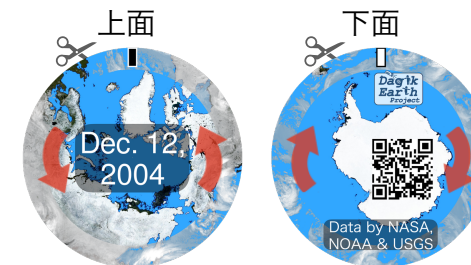 上面
下面
Dec. 12,
2004
Dagik
Earth
Project
Data by NASA,
NOAA & USGS